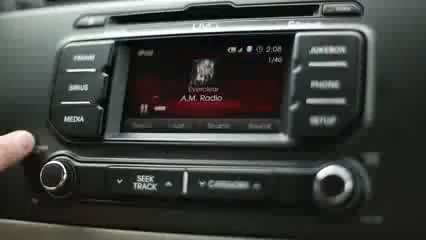 iPod
2:08
1/40
Everclear
A.M. Radio
FM/AM
SIRIUS
MEDIA
JUKEBOX
PHONE
SETUP
SEEK
TRACK
CATEGORY